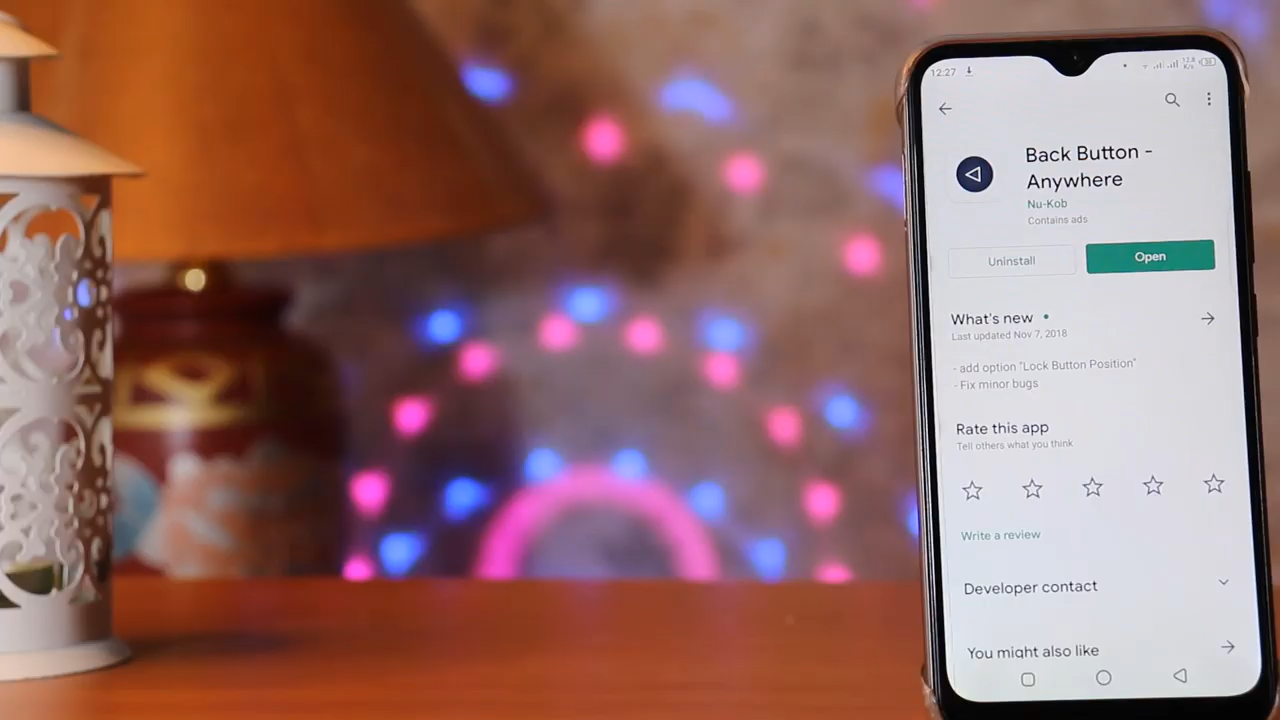 12:27
12.8
K/s
Back Button -
Anywhere
Nu-Kob
Contains ads
Uninstall
Open
What's new
Last updated Nov 7, 2018
- add option "Lock Button Position"
- Fix minor bugs
Rate this app
Tell others what you think
Write a review
Developer contact
You might also like